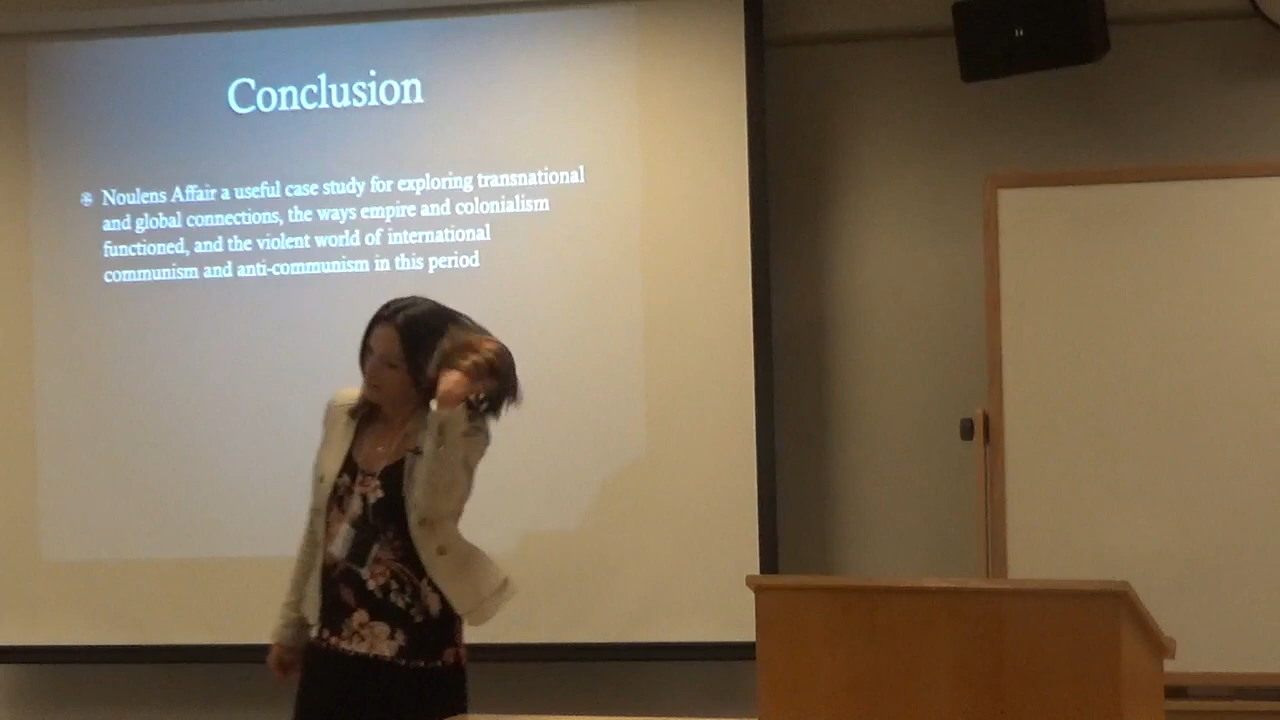 Conclusion
Noulens Affair a useful case study for exploring transnational
and global connections, the ways empire and colonialism
functioned, and the violent world of international
communism and anti-communism in this period